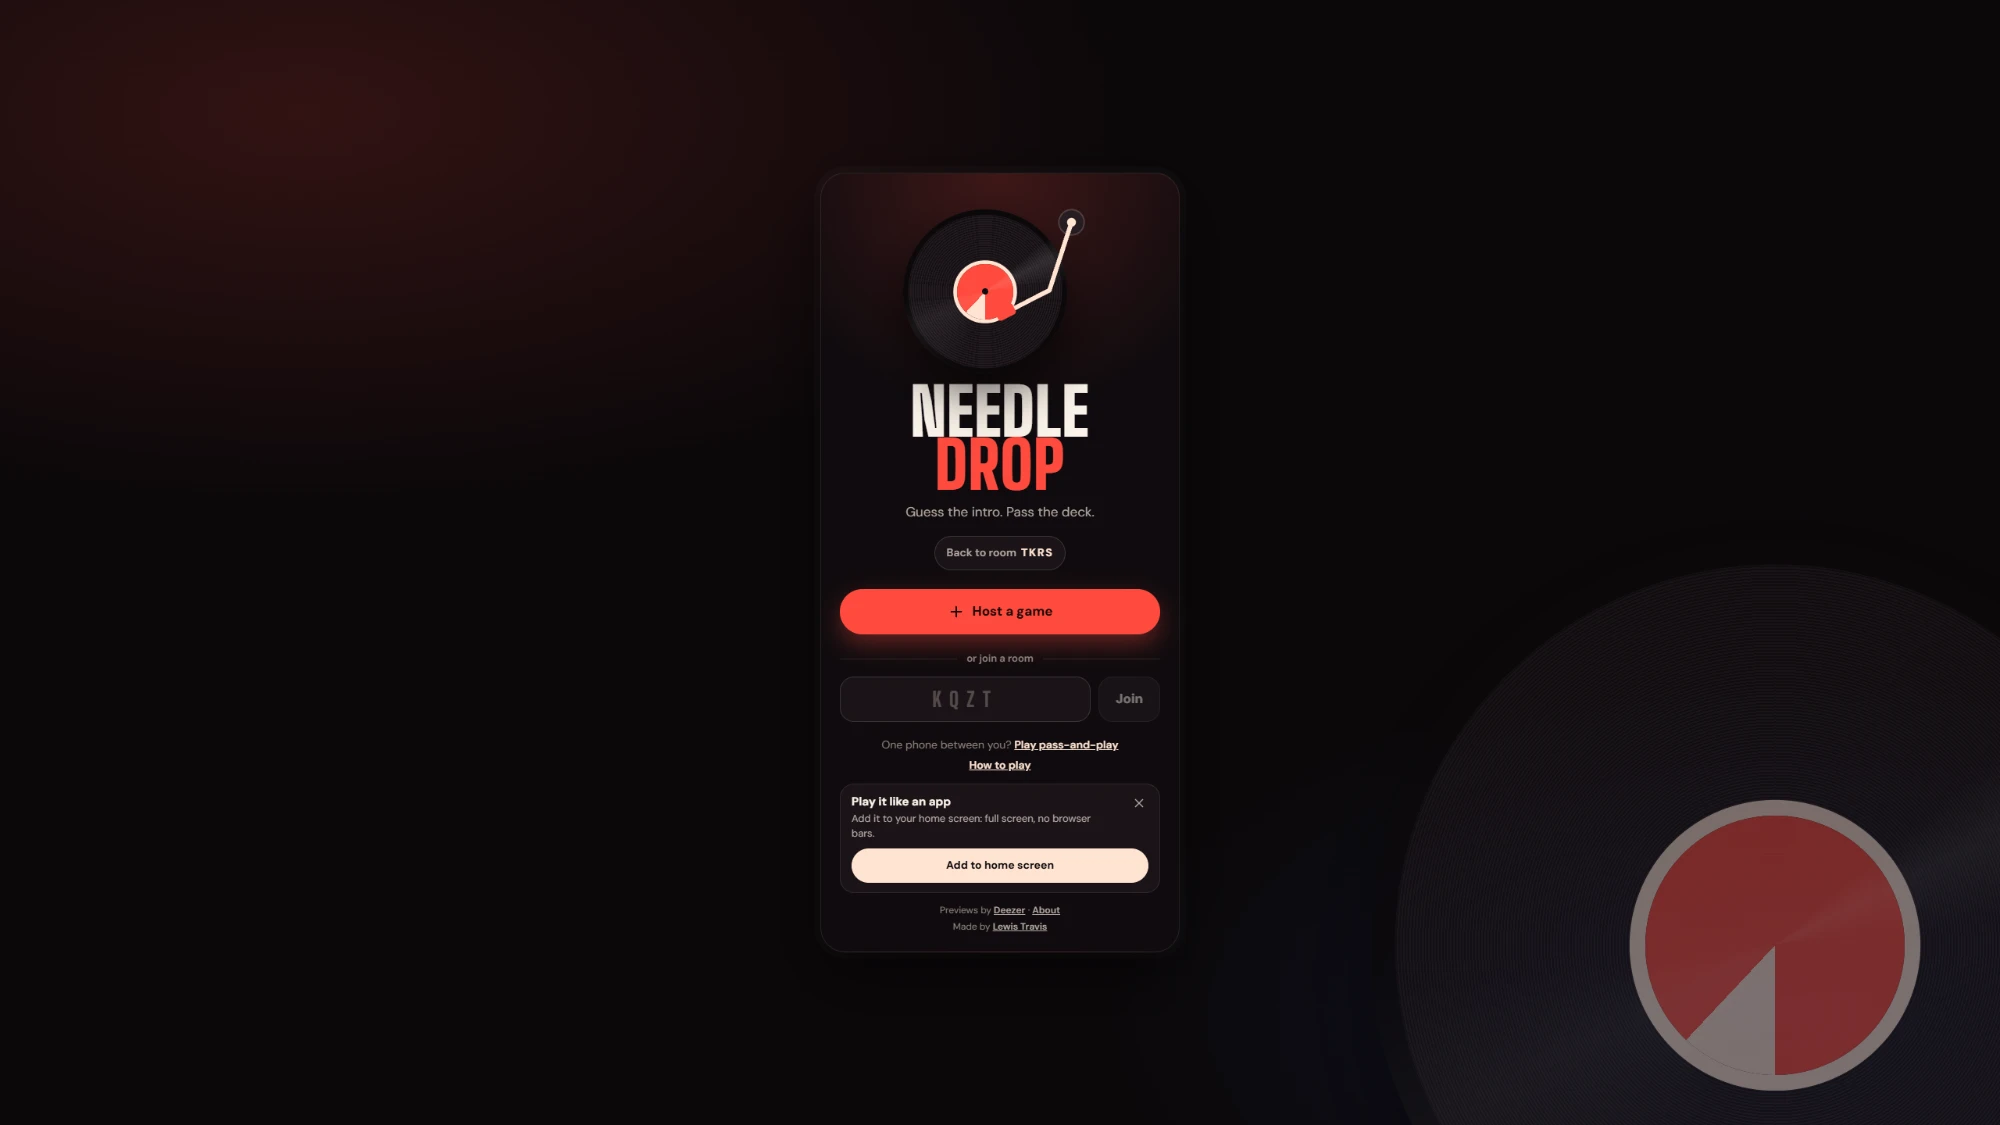 NEEDLE
DROP
Guess the intro. Pass the deck.
Back to room TKRS
Host a game
or join a room
KQZT
Join
One phone between you? Play pass-and-play
How to play
Play it like an app
Add it to your home screen: full screen, no browser
bars.
Add to home screen
Previews by Deezer · About
Made by Lewis Travis